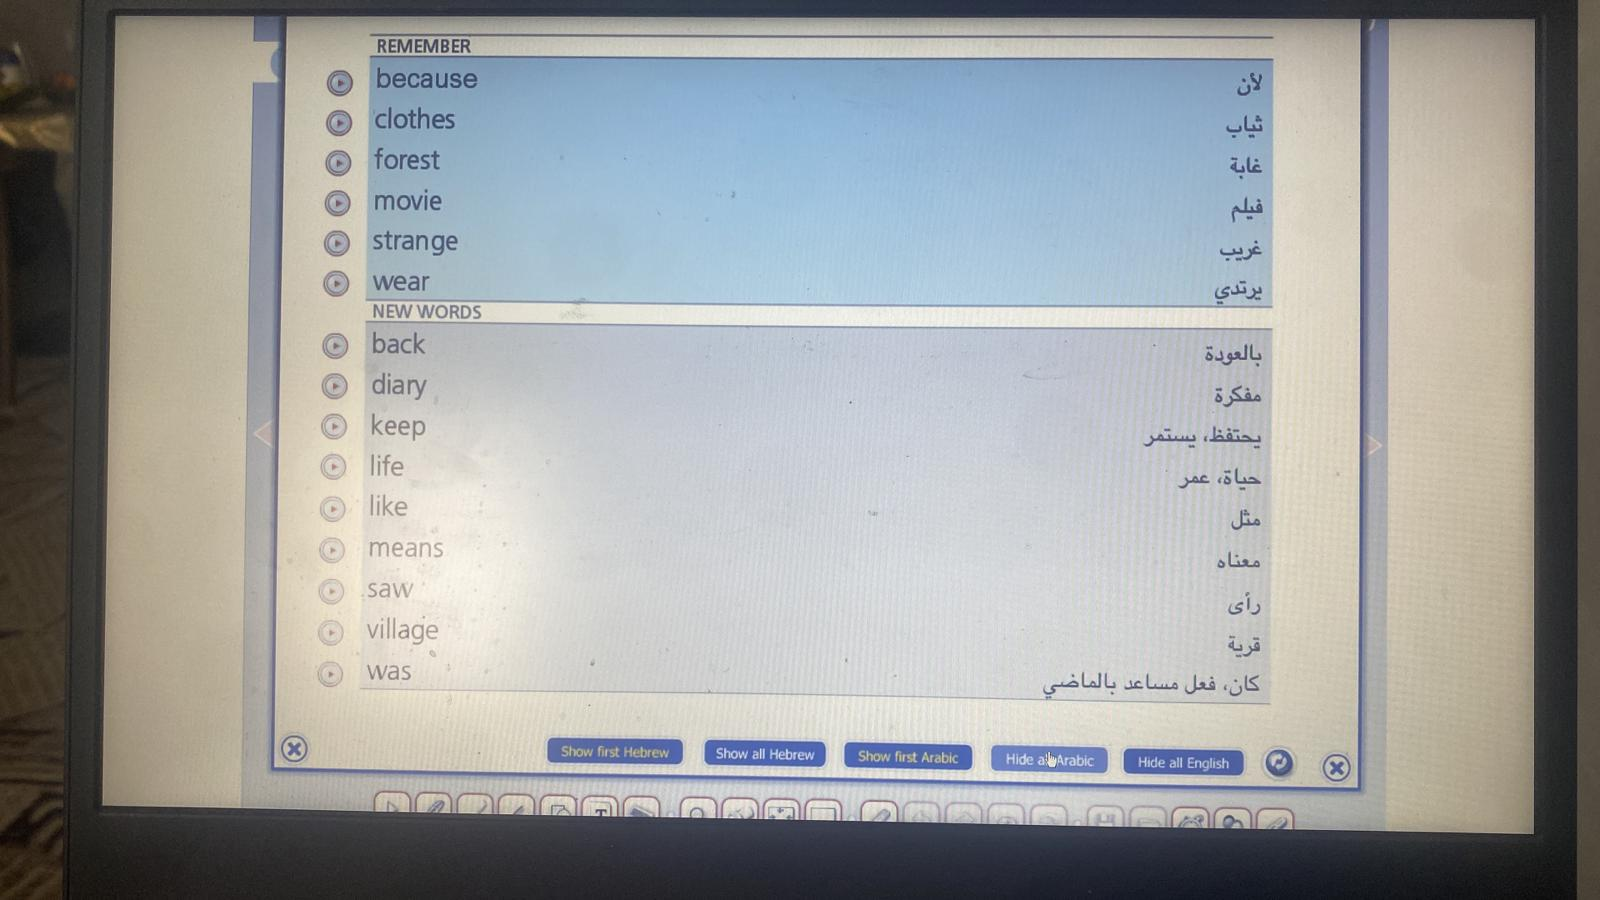 REMEMBER
because لأن
clothes ثياب
forest غابة
movie فيلم
strange غريب
wear يرتدي
NEW WORDS
back بالعودة
diary مفكرة
keep يحتفظ، يستمر
life حياة، عمر
like مثل
means معناه
saw رأى
village قرية
was كان، فعل مساعد بالماضي
Show first Hebrew Show all Hebrew Show first Arabic Hide all Arabic Hide all English